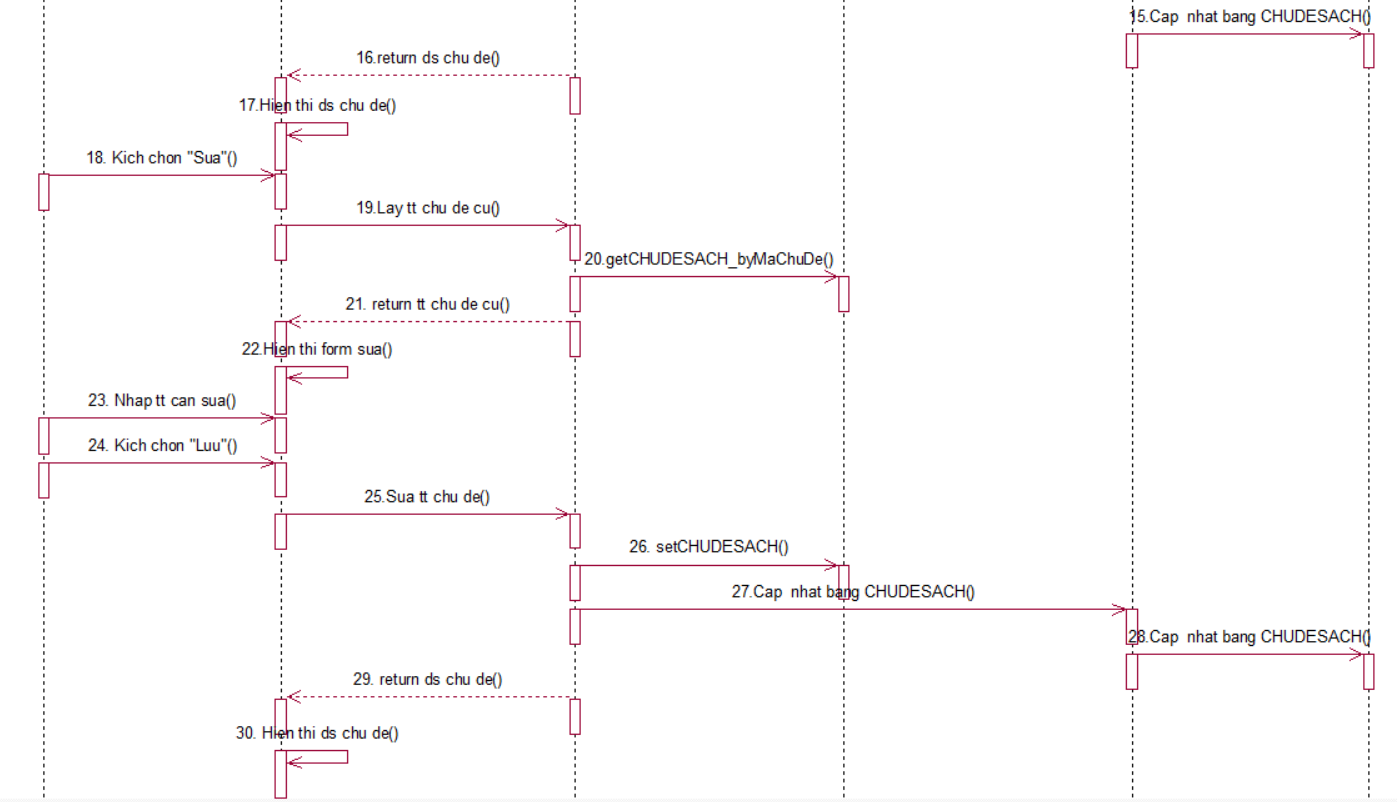 15.Cap nhat bang CHUDESACH()
16.return ds chu de()
17.Hien thi ds chu de()
18. Kich chon "Sua"()
19.Lay tt chu de cu()
20.getCHUDESACH_byMaChuDe()
21. return tt chu de cu()
22.Hien thi form sua()
23. Nhap tt can sua()
24. Kich chon "Luu"()
25.Sua tt chu de()
26. setCHUDESACH()
27.Cap nhat bang CHUDESACH()
28.Cap nhat bang CHUDESACH()
29. return ds chu de()
30. Hien thi ds chu de()